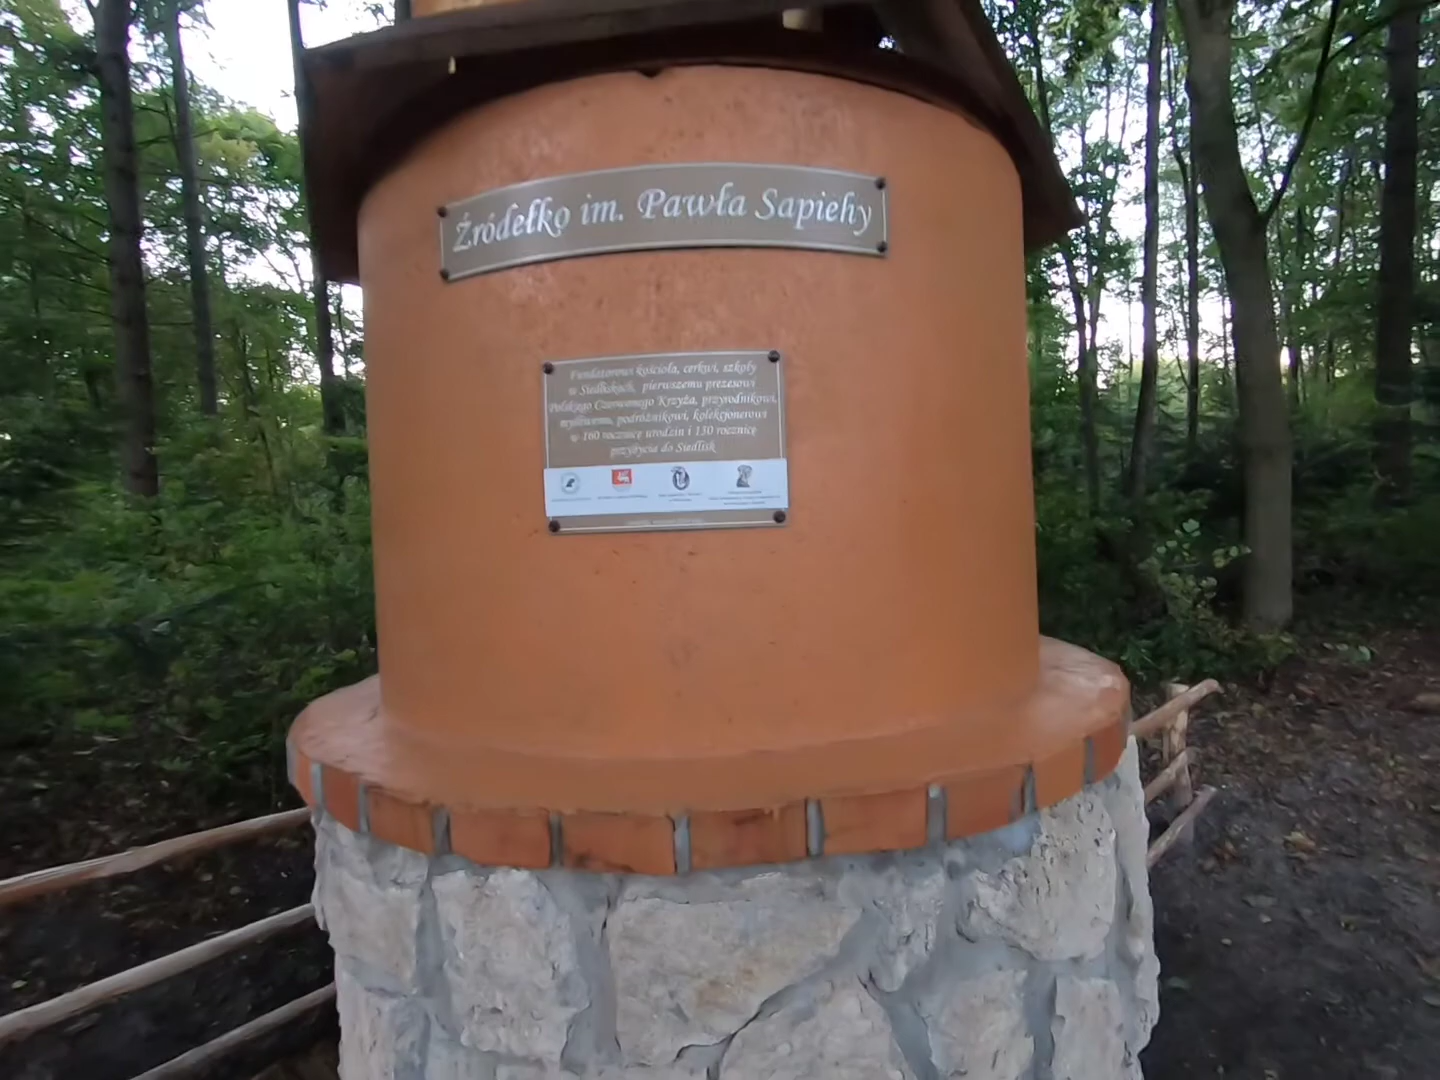 Źródełko im. Pawła Sapiehy
Fundatorowi kościoła, cerkwi, szkoły
w Siedliskach, pierwszemu prezesowi
Polskiego Czerwonego Krzyża, przyrodnikowi,
myśliwemu, podróżnikowi, kolekcjonerowi
w 160 rocznicę urodzin i 130 rocznicę
przybycia do Siedlisk